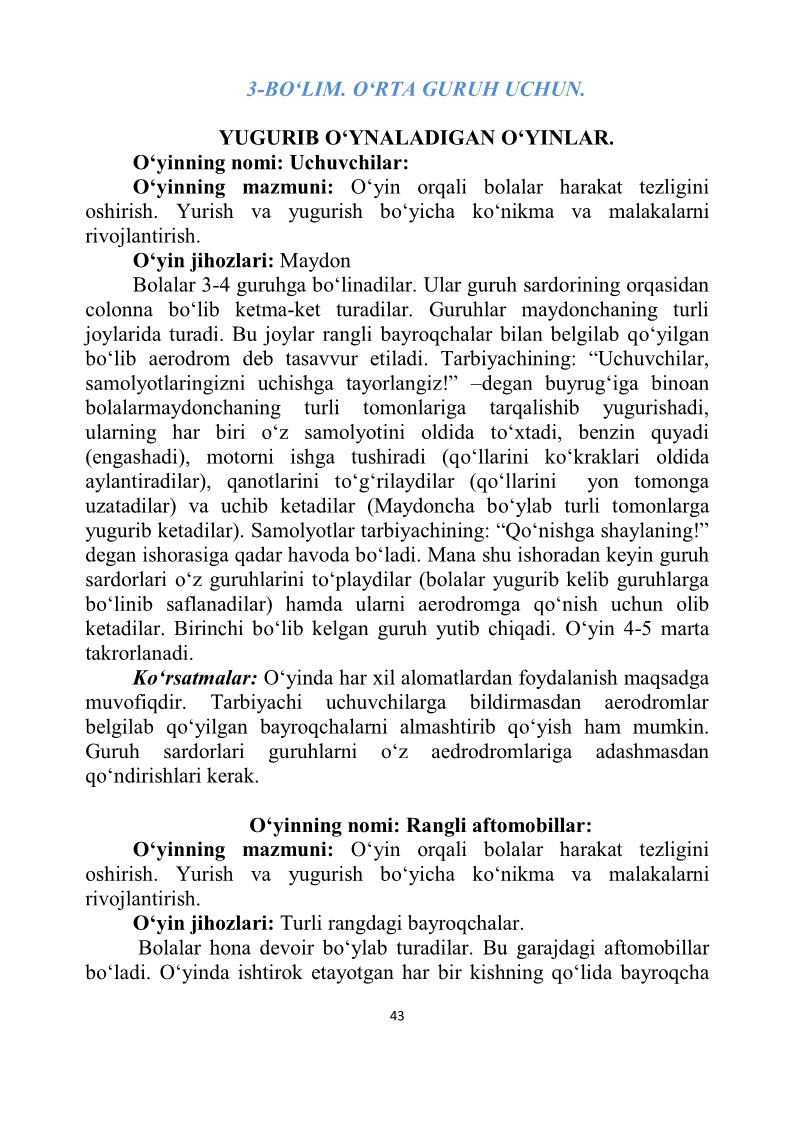 3-BO‘LIM. O‘RTA GURUH UCHUN.
YUGURIB O‘YNALADIGAN O‘YINLAR.
O‘yinning nomi: Uchuvchilar:
O‘yinning mazmuni: O‘yin orqali bolalar harakat tezligini
oshirish. Yurish va yugurish bo‘yicha ko‘nikma va malakalarni
rivojlantirish.
O‘yin jihozlari: Maydon
Bolalar 3-4 guruhga bo‘linadilar. Ular guruh sardorining orqasidan
colonna bo‘lib ketma-ket turadilar. Guruhlar maydonchaning turli
joylarida turadi. Bu joylar rangli bayroqchalar bilan belgilab qo‘yilgan
bo‘lib aerodrom deb tasavvur etiladi. Tarbiyachining: “Uchuvchilar,
samolyotlaringizni uchishga tayorlangiz!” –degan buyrug‘iga binoan
bolalarmaydonchaning turli tomonlariga tarqalishib yugurishadi,
ularning har biri o‘z samolyotini oldida to‘xtadi, benzin quyadi
(engashadi), motorni ishga tushiradi (qo‘llarini ko‘kraklari oldida
aylantiradilar), qanotlarini to‘g‘rilaydilar (qo‘llarini yon tomonga
uzatadilar) va uchib ketadilar (Maydoncha bo‘ylab turli tomonlarga
yugurib ketadilar). Samolyotlar tarbiyachining: “Qo‘nishga shaylaning!”
degan ishorasiga qadar havoda bo‘ladi. Mana shu ishoradan keyin guruh
sardorlari o‘z guruhlarini to‘playdilar (bolalar yugurib kelib guruhlarga
bo‘linib saflanadilar) hamda ularni aerodromga qo‘nish uchun olib
ketadilar. Birinchi bo‘lib kelgan guruh yutib chiqadi. O‘yin 4-5 marta
takrorlanadi.
Ko‘rsatmalar: O‘yinda har xil alomatlardan foydalanish maqsadga
muvofiqdir. Tarbiyachi uchuvchilarga bildirmasdan aerodromlar
belgilab qo‘yilgan bayroqchalarni almashtirib qo‘yish ham mumkin.
Guruh sardorlari guruhlarni o‘z aedrodromlariga adashmasdan
qo‘ndirishlari kerak.
O‘yinning nomi: Rangli aftomobillar:
O‘yinning mazmuni: O‘yin orqali bolalar harakat tezligini
oshirish. Yurish va yugurish bo‘yicha ko‘nikma va malakalarni
rivojlantirish.
O‘yin jihozlari: Turli rangdagi bayroqchalar.
Bolalar hona devoir bo‘ylab turadilar. Bu garajdagi aftomobillar
bo‘ladi. O‘yinda ishtirok etayotgan har bir kishning qo‘lida bayroqcha
43